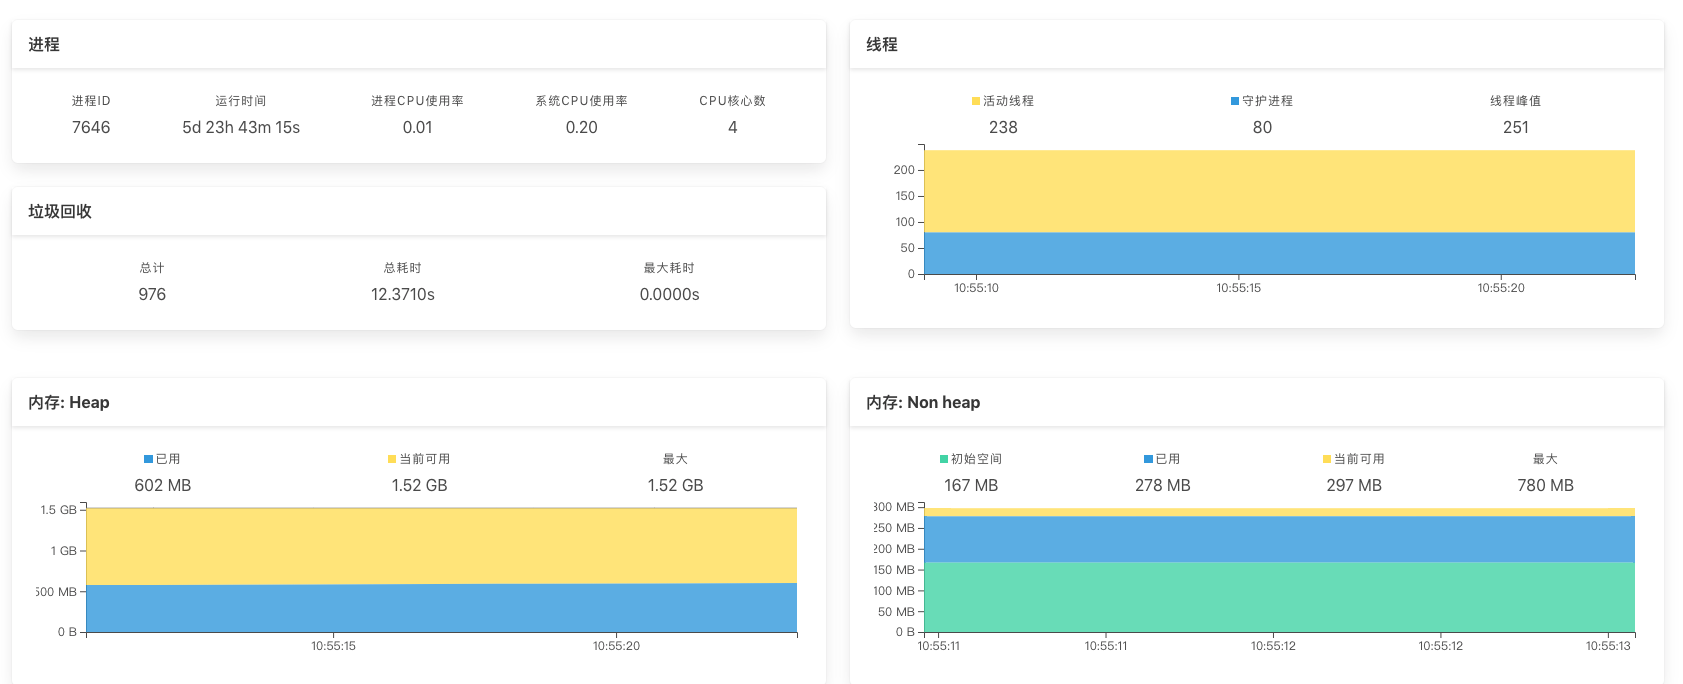 进程
进程ID 运行时间 进程CPU使用率 系统CPU使用率 CPU核心数
7646 5d 23h 43m 15s 0.01 0.20 4
垃圾回收
总计 总耗时 最大耗时
976 12.3710s 0.0000s
线程
活动线程 守护进程 线程峰值
238 80 251
200
150
100
50
0
10:55:10 10:55:15 10:55:20
内存: Heap
已用 当前可用 最大
602 MB 1.52 GB 1.52 GB
1.5 GB
1 GB
500 MB
0 B
10:55:15 10:55:20
内存: Non heap
初始空间 已用 当前可用 最大
167 MB 278 MB 297 MB 780 MB
300 MB
250 MB
200 MB
150 MB
100 MB
50 MB
0 B
10:55:11 10:55:11 10:55:12 10:55:12 10:55:13